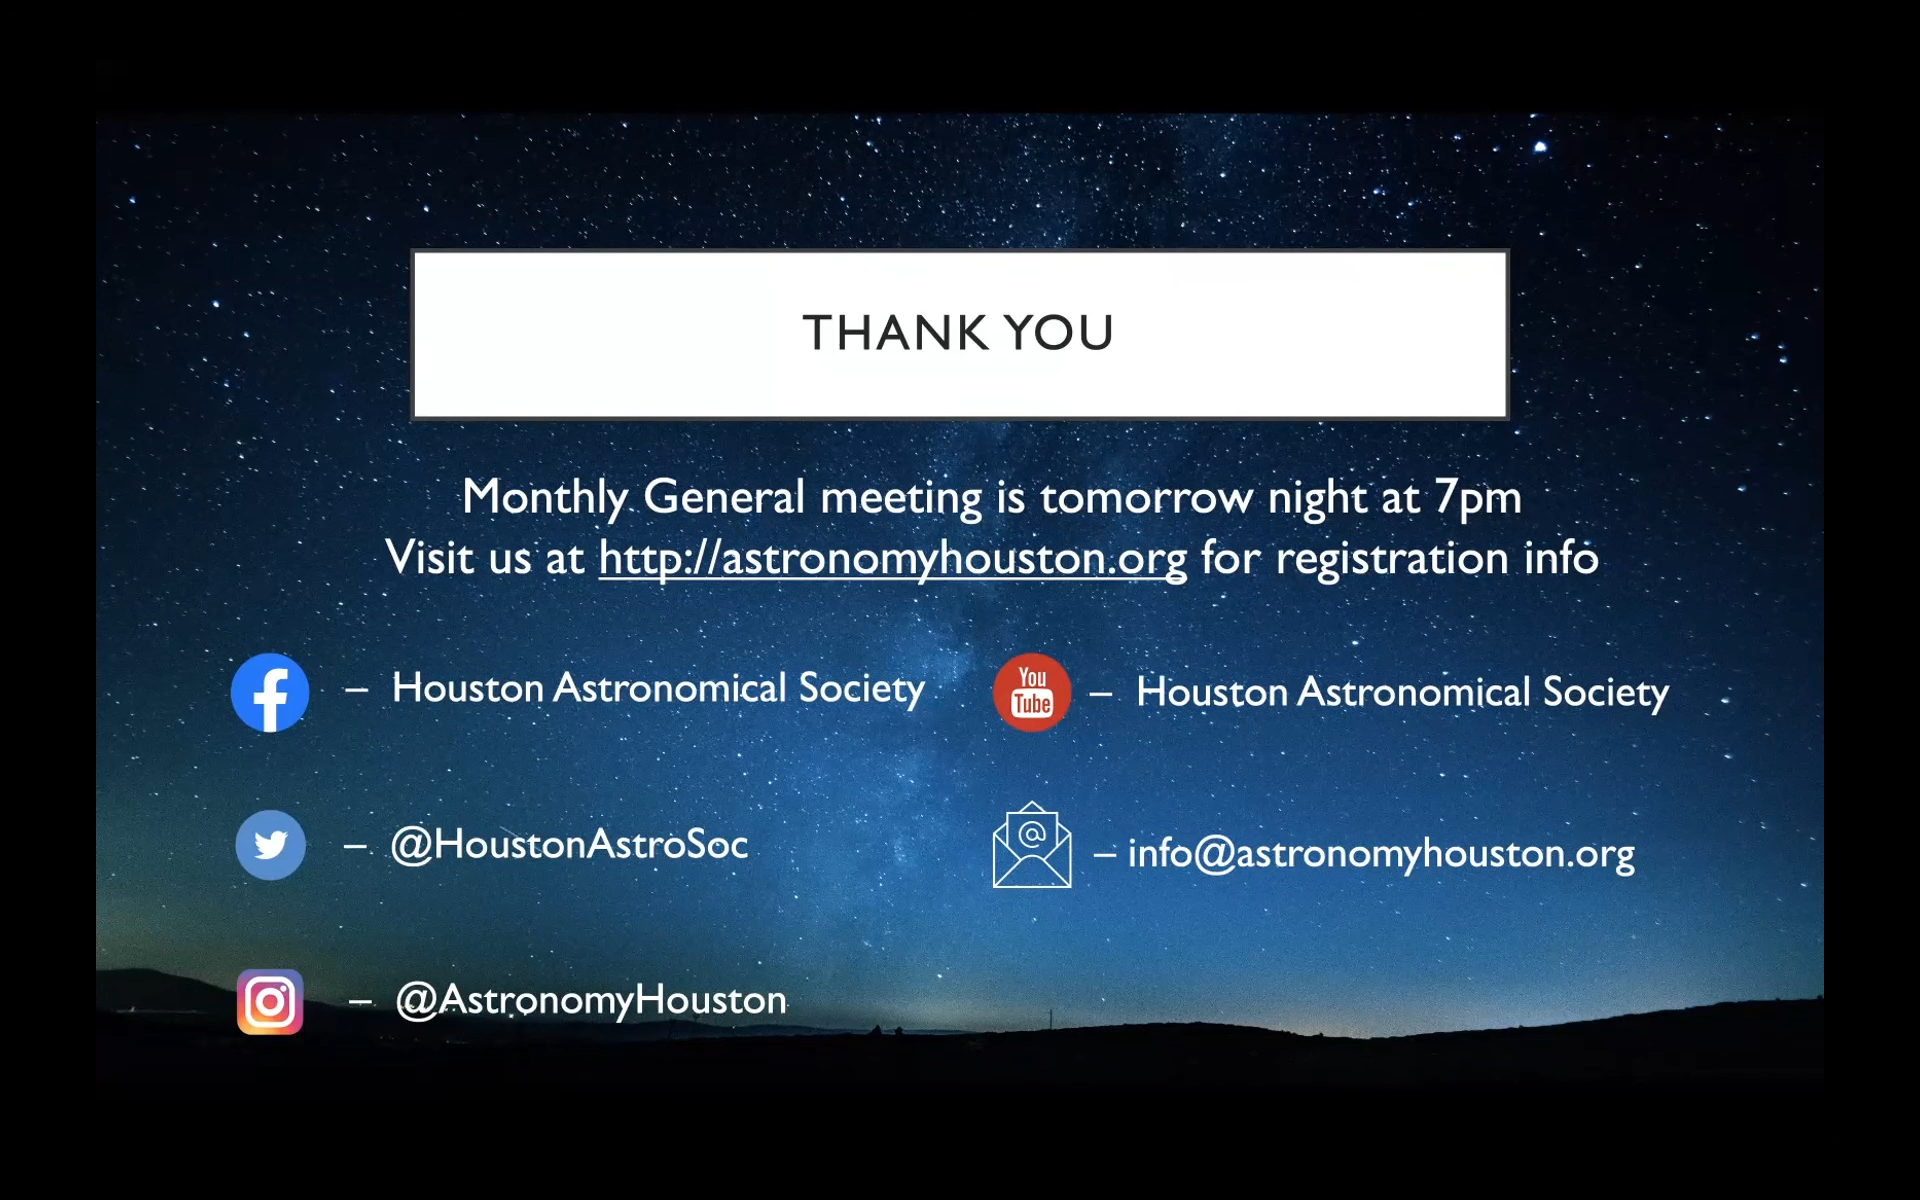 THANK YOU
Monthly General meeting is tomorrow night at 7pm
Visit us at http://astronomyhouston.org for registration info
– Houston Astronomical Society
You
Tube
– Houston Astronomical Society
– @HoustonAstroSoc
@
– info@astronomyhouston.org
– @AstronomyHouston